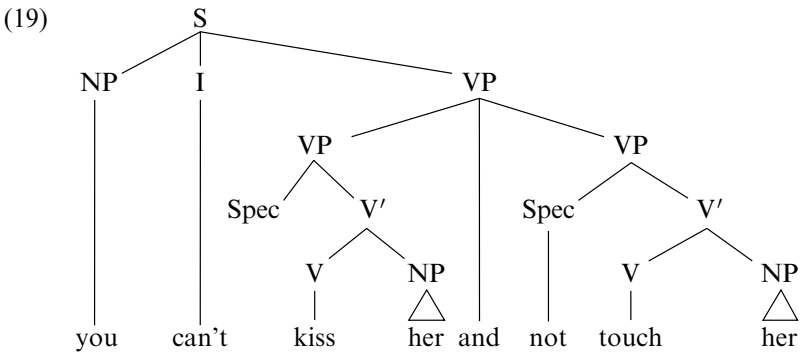 (19) S
NP I VP
VP VP
Spec V′ Spec V′
V NP V NP
you can't kiss her and not touch her